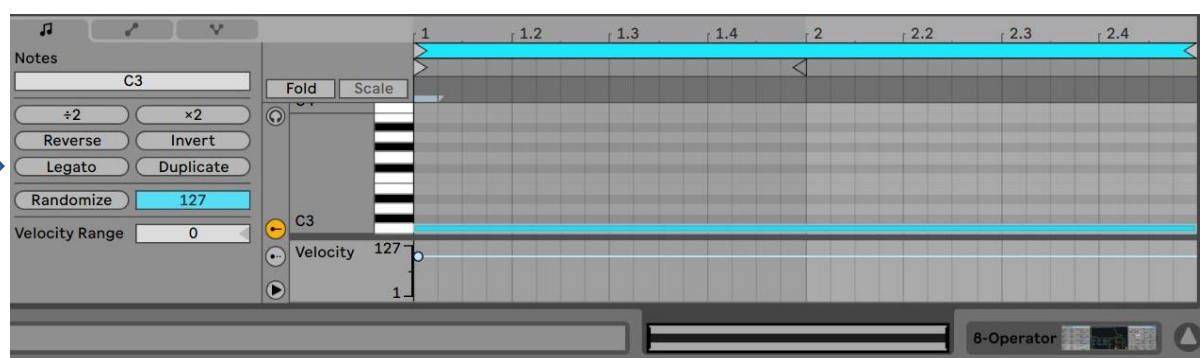 1 1.2 1.3 1.4 2 2.2 2.3 2.4
Notes
C3
Fold Scale
÷2 ×2
Reverse Invert
Legato Duplicate
Randomize 127
C3
Velocity Range 0
Velocity 127
1
8-Operator